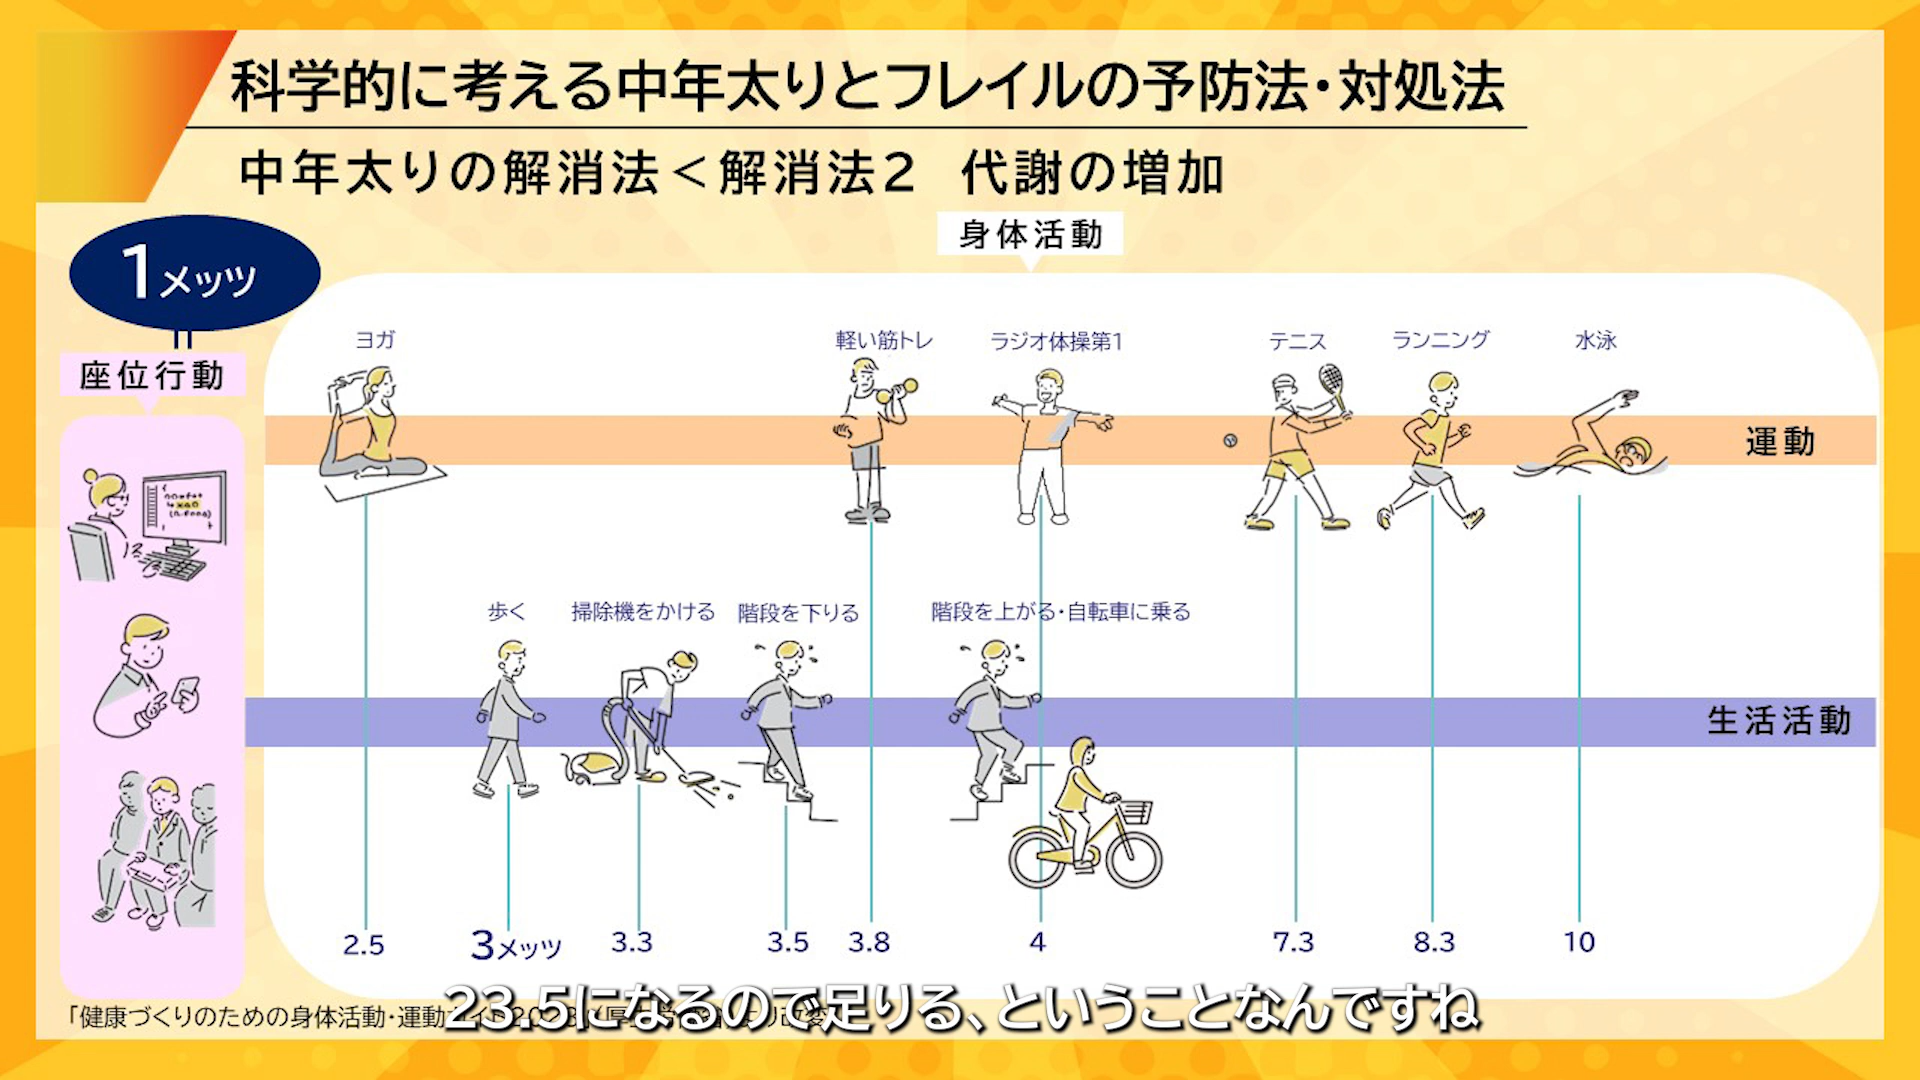 科学的に考える中年太りとフレイルの予防法・対処法
中年太りの解消法＜解消法2 代謝の増加
身体活動
1メッツ
座位行動
ヨガ
軽い筋トレ
ラジオ体操第1
テニス
ランニング
水泳
運動
歩く
掃除機をかける
階段を下りる
階段を上がる・自転車に乗る
生活活動
2.5
3メッツ
3.3
3.5
3.8
4
7.3
8.3
10
「健康づくりのための身体活動・運動
23.5になるので足りる、ということなんですね